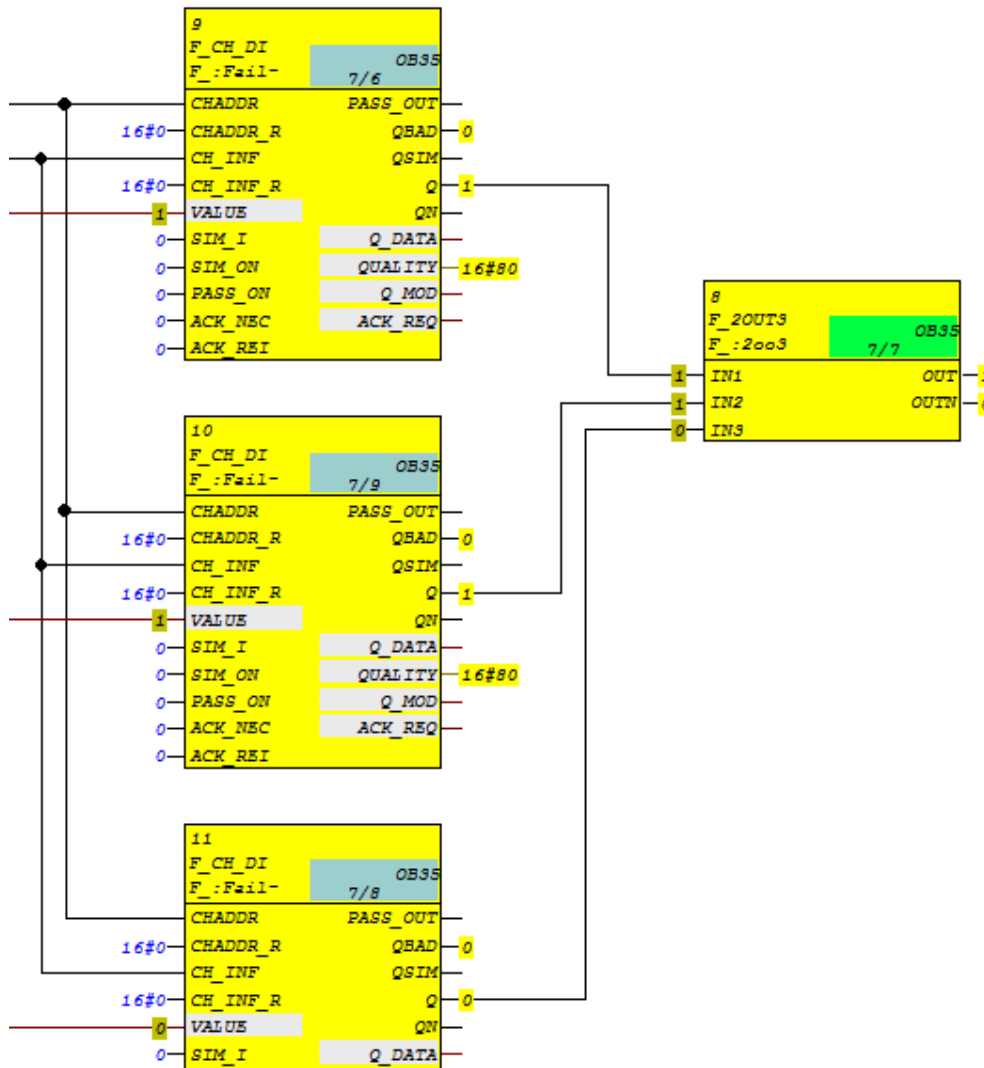 9
F_CH_DI
F_:Fail-
OB35
7/6
CHADDR PASS_OUT
16#0 CHADDR_R QBAD 0
CH_INF QSIM
16#0 CH_INF_R Q 1
1 VALUE QN
0 SIM_I Q_DATA
0 SIM_ON QUALITY 16#80
0 PASS_ON Q_MOD
0 ACK_NEC ACK_REQ
0 ACK_REI
8
F_2OUT3
F_:2oo3
OB35
7/7
1 IN1 OUT
1 IN2 OUTN
0 IN3
10
F_CH_DI
F_:Fail-
OB35
7/9
CHADDR PASS_OUT
16#0 CHADDR_R QBAD 0
CH_INF QSIM
16#0 CH_INF_R Q 1
1 VALUE QN
0 SIM_I Q_DATA
0 SIM_ON QUALITY 16#80
0 PASS_ON Q_MOD
0 ACK_NEC ACK_REQ
0 ACK_REI
11
F_CH_DI
F_:Fail-
OB35
7/8
CHADDR PASS_OUT
16#0 CHADDR_R QBAD 0
CH_INF QSIM
16#0 CH_INF_R Q 0
0 VALUE QN
0 SIM_I Q_DATA